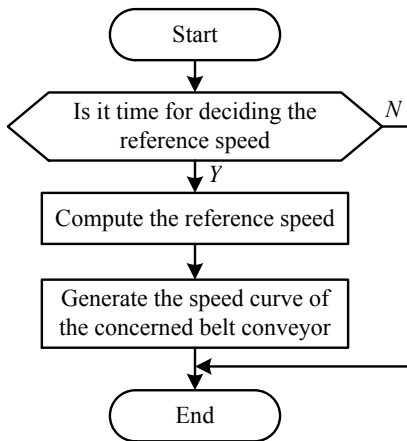 Start
Is it time for deciding the
reference speed
N
Y
Compute the reference speed
Generate the speed curve of
the concerned belt conveyor
End